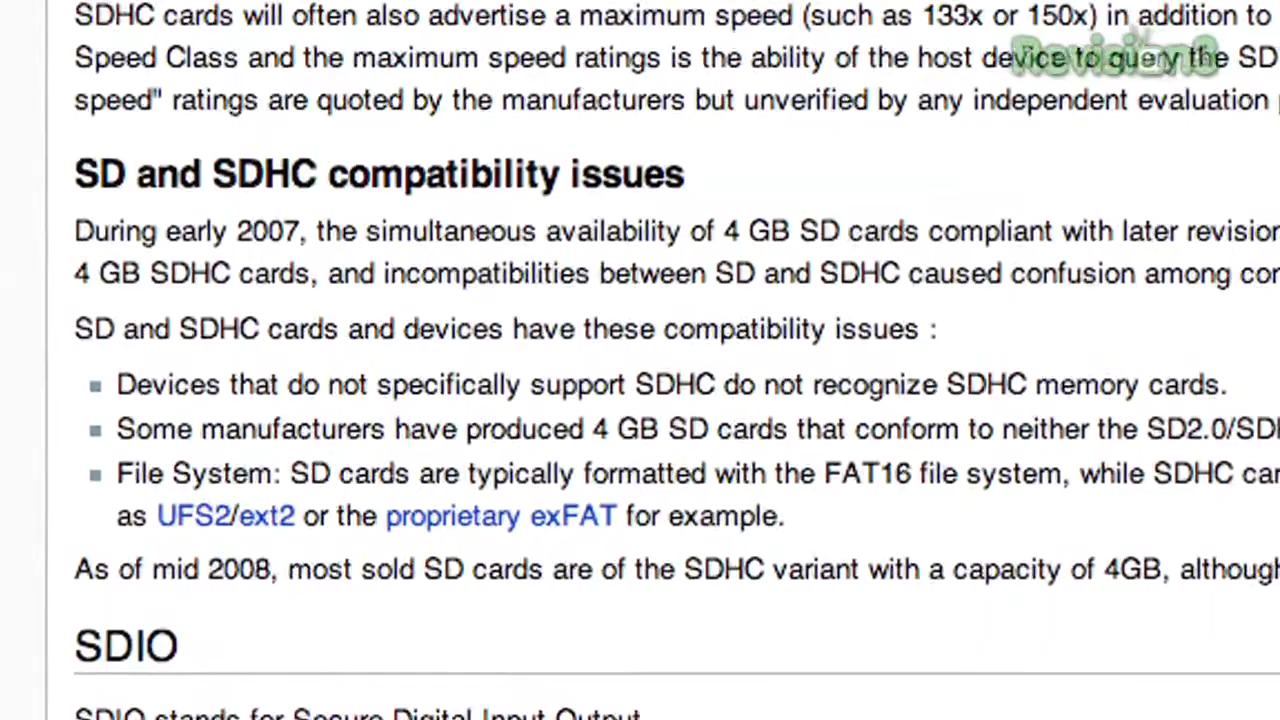 SDHC cards will often also advertise a maximum speed (such as 133x or 150x) in addition to
Speed Class and the maximum speed ratings is the ability of the host device to query the SD
Revision3
speed" ratings are quoted by the manufacturers but unverified by any independent evaluation
SD and SDHC compatibility issues
During early 2007, the simultaneous availability of 4 GB SD cards compliant with later
4 GB SDHC cards, and incompatibilities between SD and SDHC caused confusion among
SD and SDHC cards and devices have these compatibility issues :
Devices that do not specifically support SDHC do not recognize SDHC memory cards.
Some manufacturers have produced 4 GB SD cards that conform to neither the
File System: SD cards are typically formatted with the FAT16 file system, while SDHC
as UFS2/ext2 or the proprietary exFAT for example.
As of mid 2008, most sold SD cards are of the SDHC variant with a capacity of 4GB,
SDIO
SDIO stands for Secure Digital Input Output